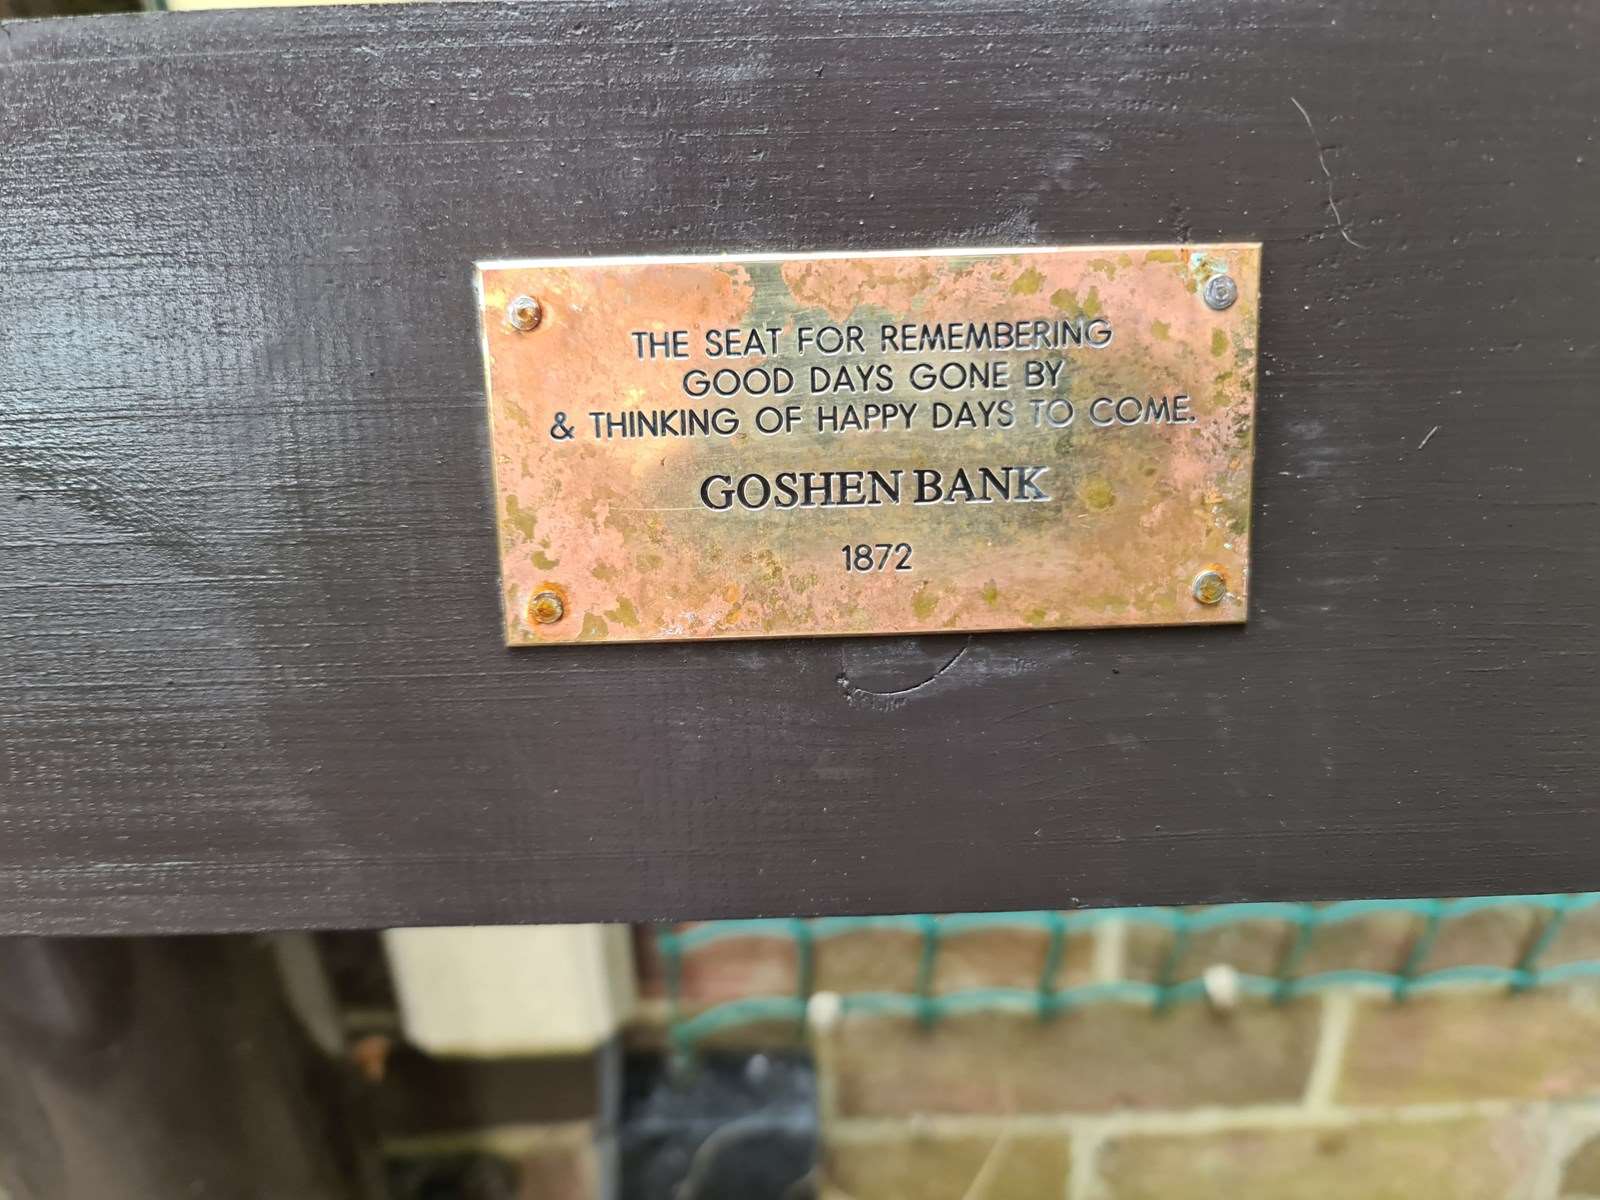 THE SEAT FOR REMEMBERING
GOOD DAYS GONE BY
& THINKING OF HAPPY DAYS TO COME.
GOSHEN BANK
1872